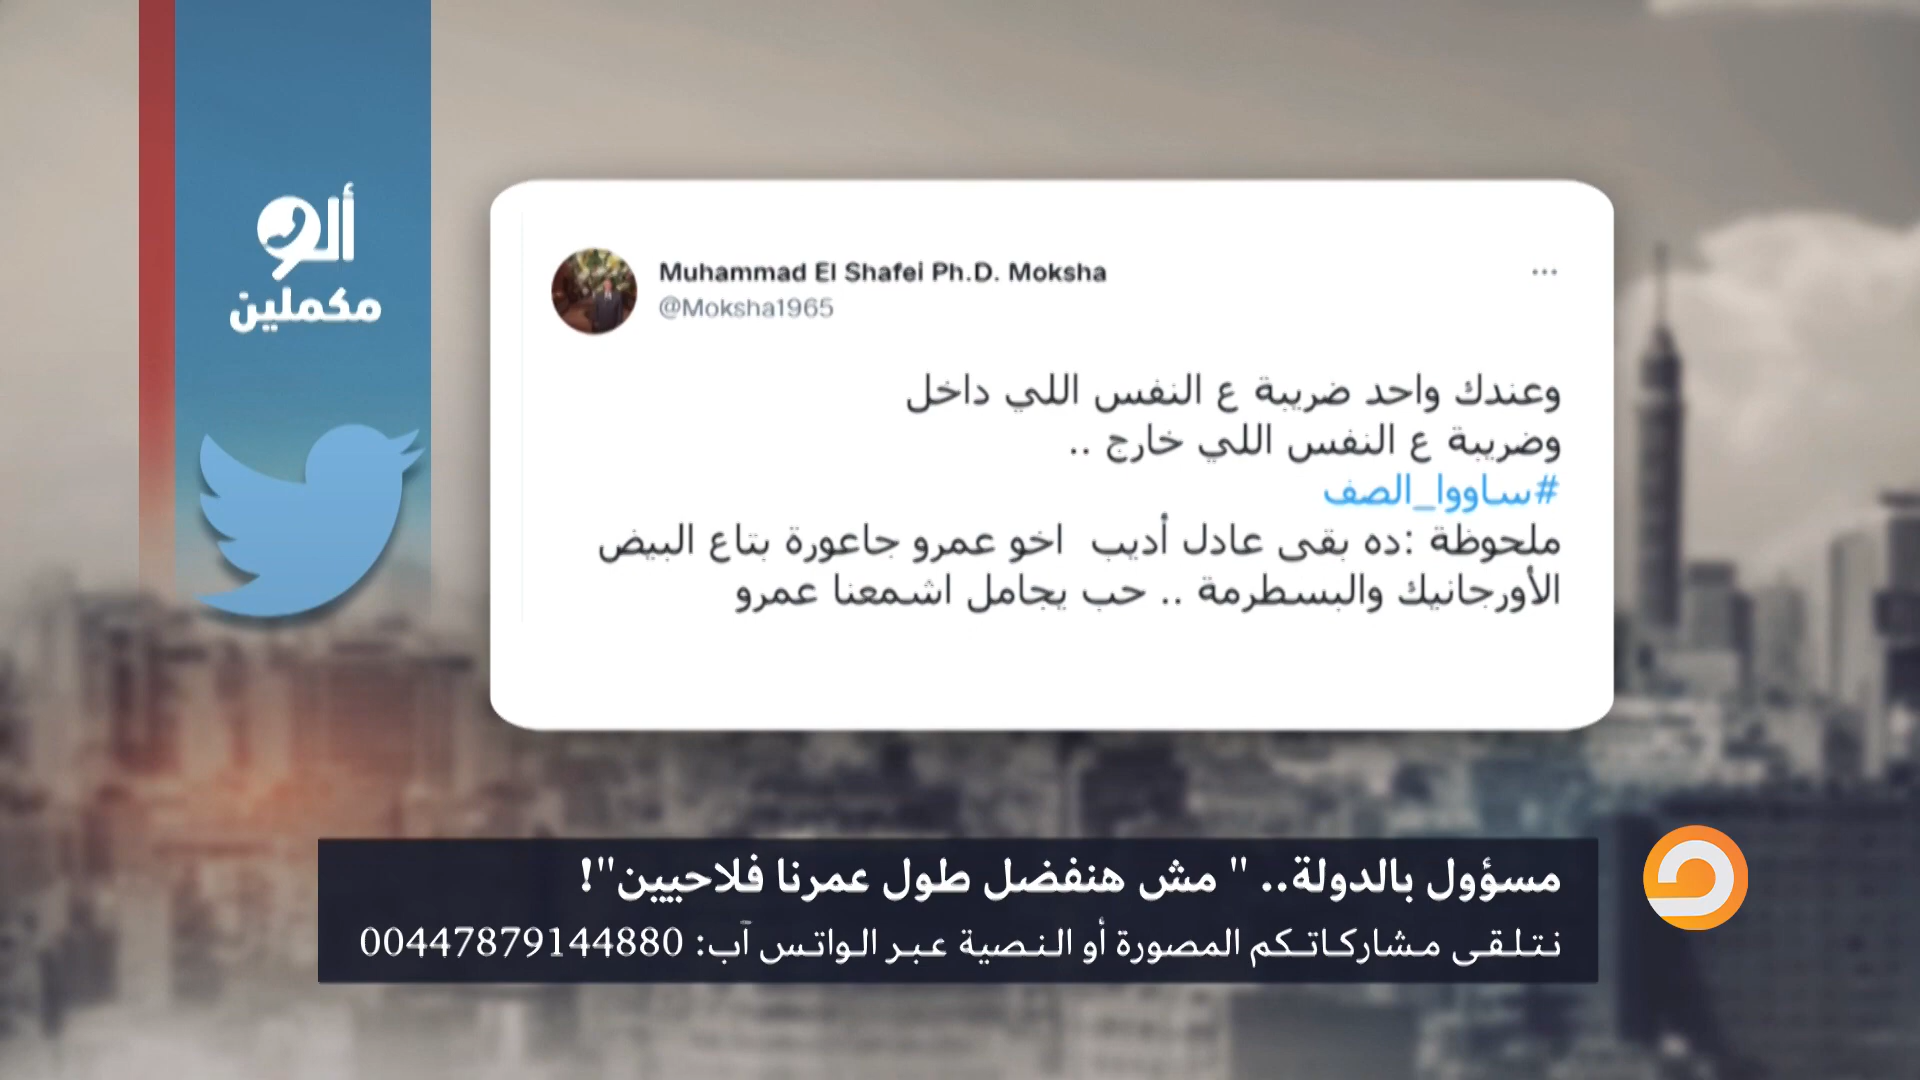 ألو
مكملين
Muhammad El Shafei Ph.D. Moksha
@Moksha1965
وعندك واحد ضريبة ع النفس اللي داخل
وضريبة ع النفس اللي خارج ..
#ساووا_الصف
ملحوظة :ده بقى عادل أديب اخو عمرو جاعورة بتاع البيض
الأورجانيك والبسطرمة .. حب يجامل اشمعنا عمرو
مسؤول بالدولة.. " مش هنفضل طول عمرنا فلاحيين"!
نتلقى مشاركاتكم المصورة أو النصية عبر الواتس آب: 00447879144880